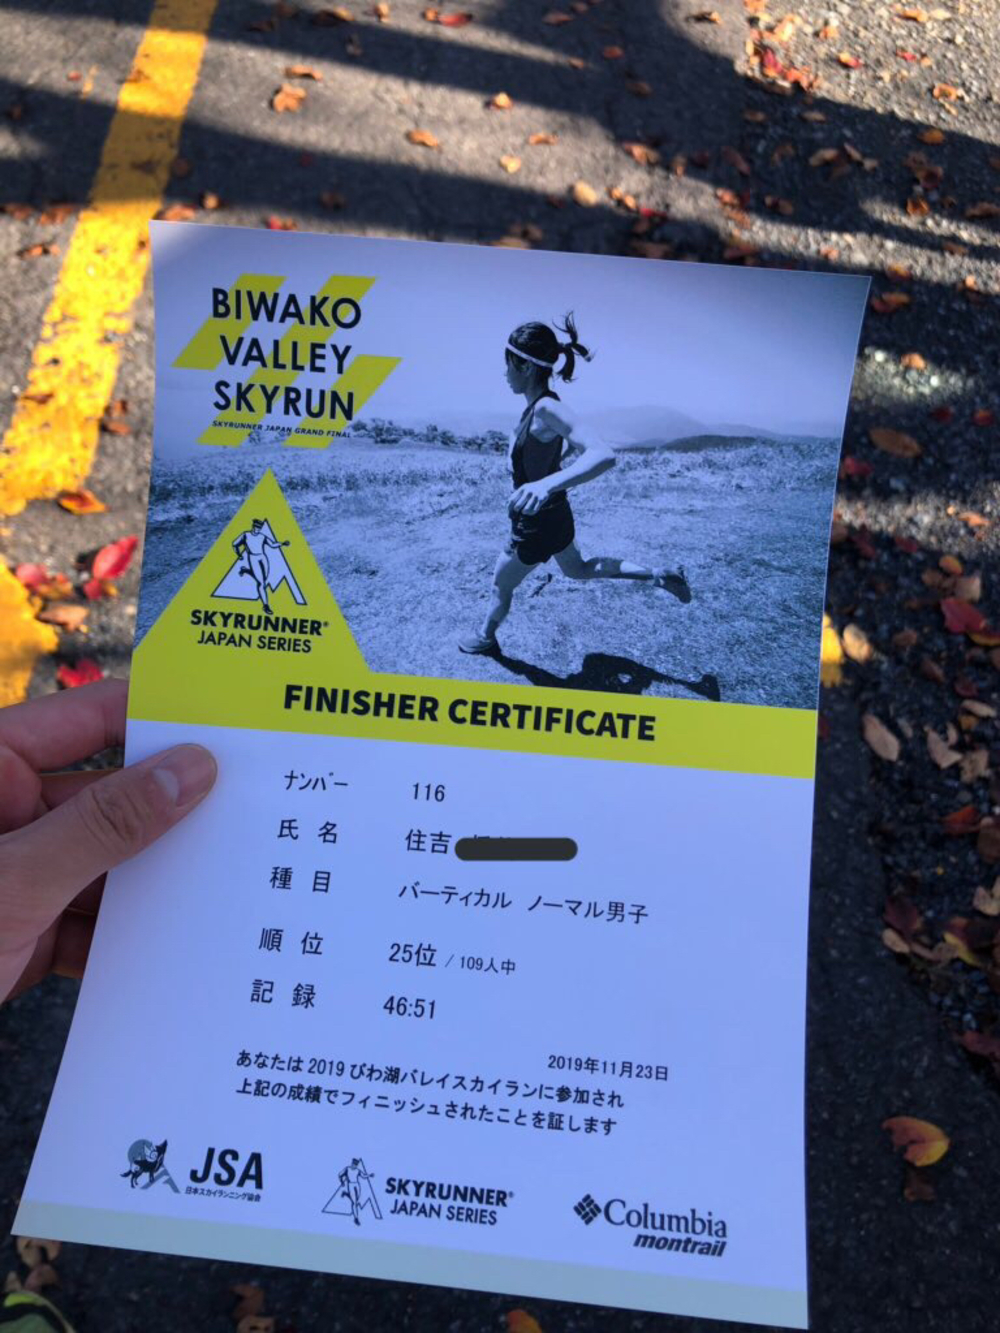 BIWAKO
VALLEY
SKYRUN
SKYRUNNER JAPAN GRAND FINAL
SKYRUNNER®
JAPAN SERIES
FINISHER CERTIFICATE
ナンバー 116
氏 名 住吉
種 目 バーティカル ノーマル男子
順 位 25位 / 109人中
記 録 46:51
2019年11月23日
あなたは 2019 びわ湖バレイスカイランに参加され
上記の成績でフィニッシュされたことを証します
JSA
日本スカイランニング協会
SKYRUNNER®
JAPAN SERIES
Columbia
montrail